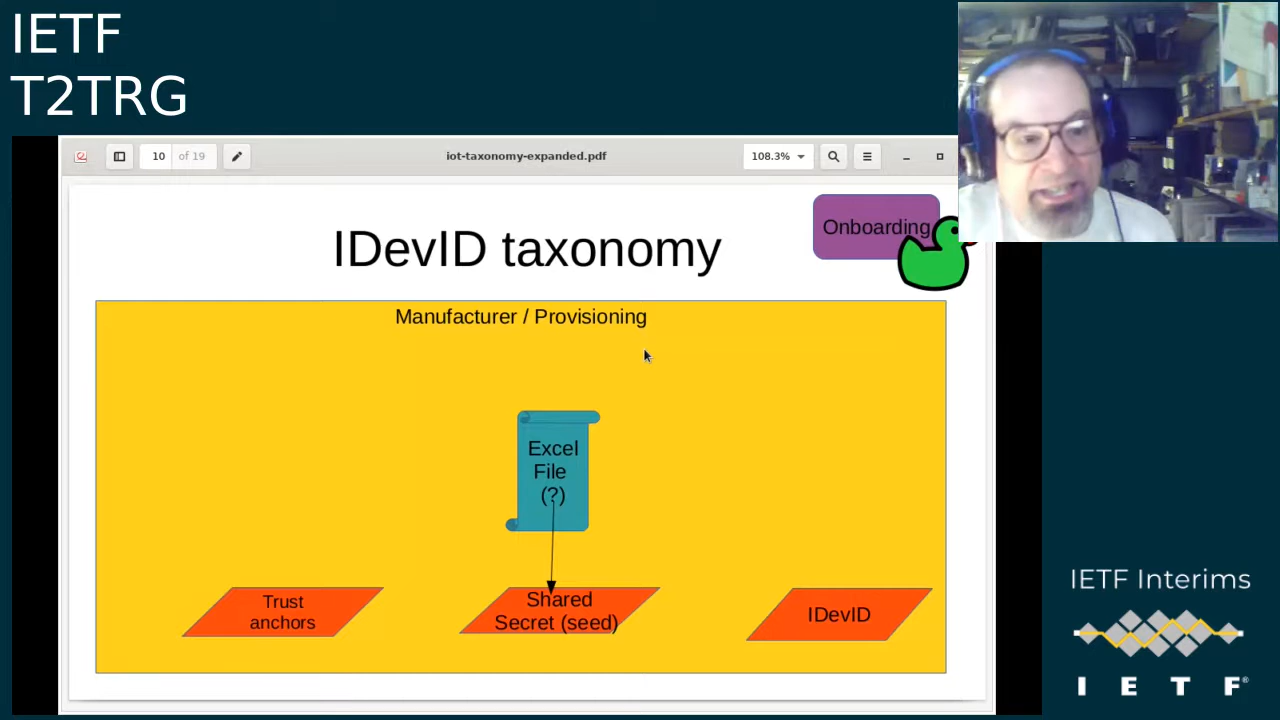 IETF
T2TRG
10 of 19
iot-taxonomy-expanded.pdf
108.3%
IDevID taxonomy
Onboarding
Manufacturer / Provisioning
Excel
File
(?)
Trust
anchors
Shared
Secret (seed)
IDevID
IETF Interims
I E T F®